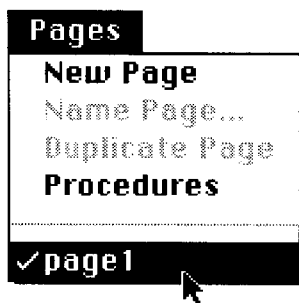 Pages
New Page
Name Page...
Duplicate Page
Procedures
✓page1